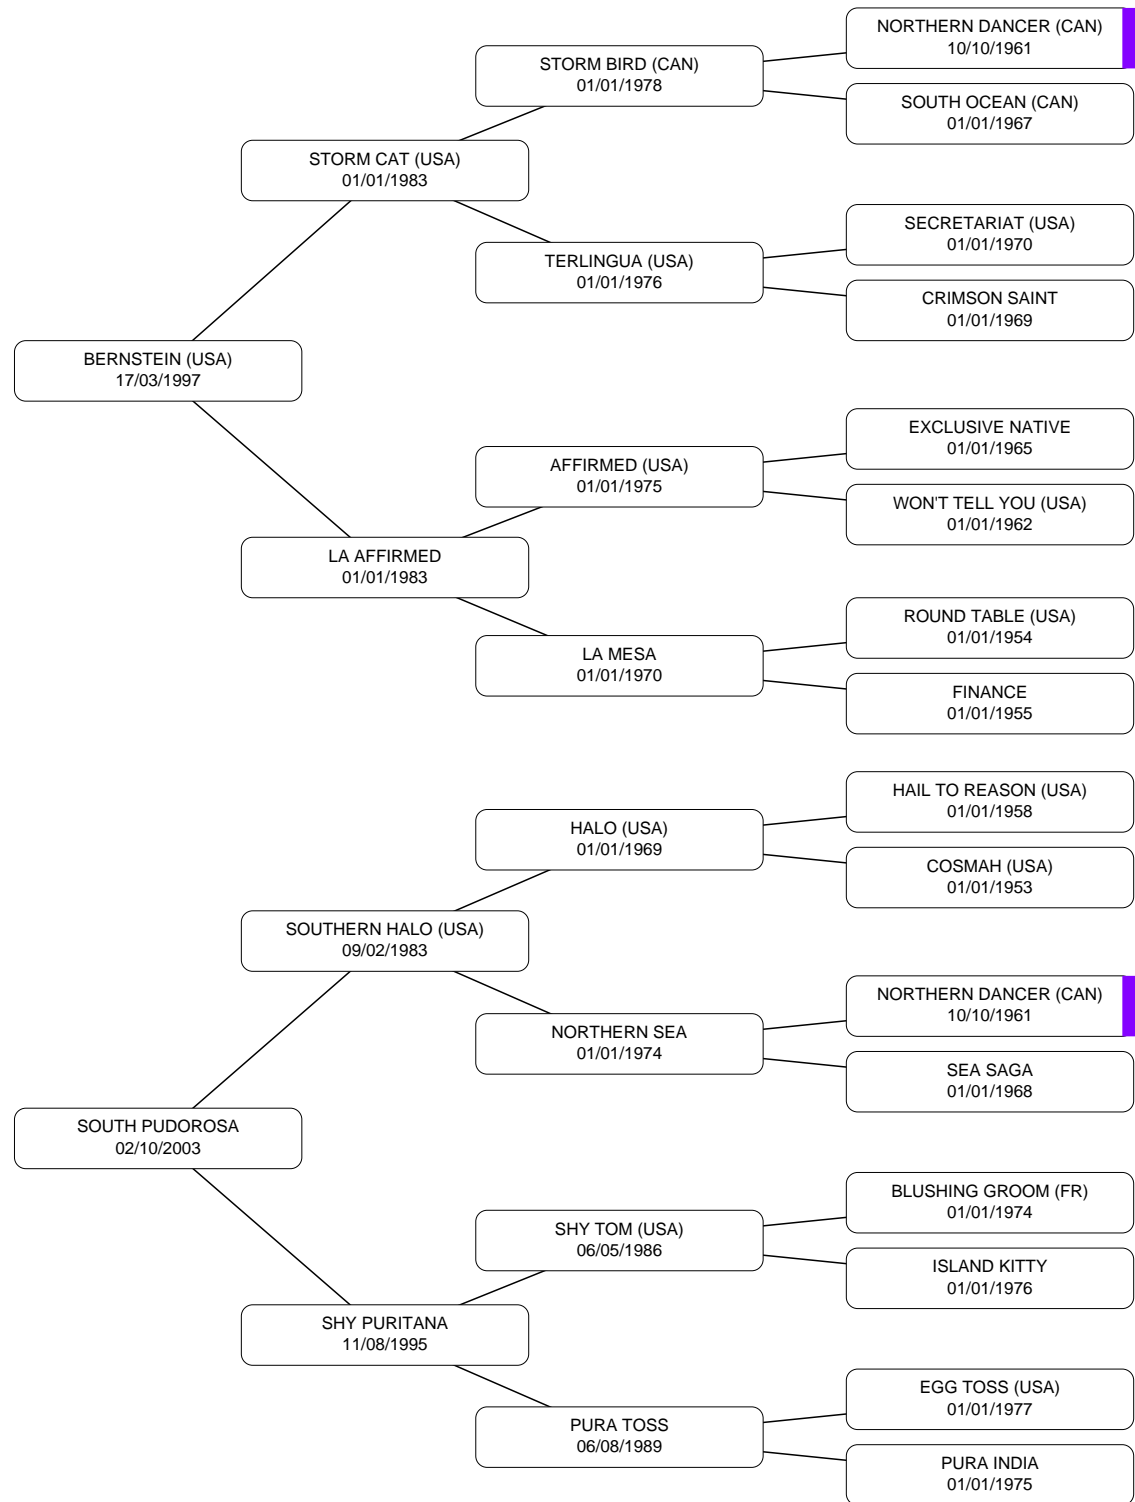 NORTHERN DANCER (CAN)
10/10/1961
STORM BIRD (CAN)
01/01/1978
SOUTH OCEAN (CAN)
01/01/1967
STORM CAT (USA)
01/01/1983
SECRETARIAT (USA)
01/01/1970
TERLINGUA (USA)
01/01/1976
CRIMSON SAINT
01/01/1969
BERNSTEIN (USA)
17/03/1997
EXCLUSIVE NATIVE
01/01/1965
AFFIRMED (USA)
01/01/1975
WON'T TELL YOU (USA)
01/01/1962
LA AFFIRMED
01/01/1983
ROUND TABLE (USA)
01/01/1954
LA MESA
01/01/1970
FINANCE
01/01/1955
HAIL TO REASON (USA)
01/01/1958
HALO (USA)
01/01/1969
COSMAH (USA)
01/01/1953
SOUTHERN HALO (USA)
09/02/1983
NORTHERN DANCER (CAN)
10/10/1961
NORTHERN SEA
01/01/1974
SEA SAGA
01/01/1968
SOUTH PUDOROSA
02/10/2003
BLUSHING GROOM (FR)
01/01/1974
SHY TOM (USA)
06/05/1986
ISLAND KITTY
01/01/1976
SHY PURITANA
11/08/1995
EGG TOSS (USA)
01/01/1977
PURA TOSS
06/08/1989
PURA INDIA
01/01/1975